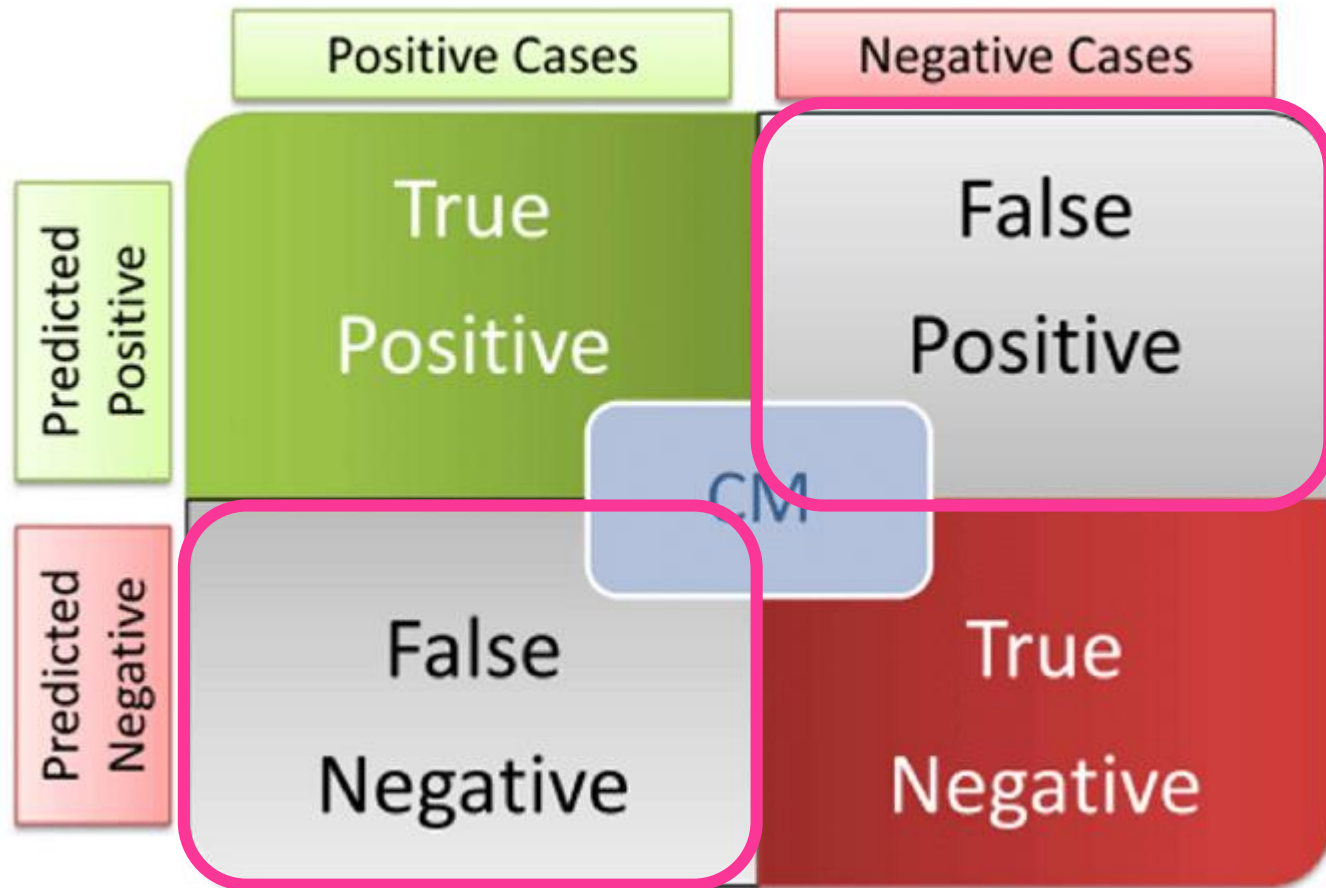 Positive Cases
Negative Cases
Predicted
Positive
True
Positive
False
Positive
CM
Predicted
Negative
False
Negative
True
Negative